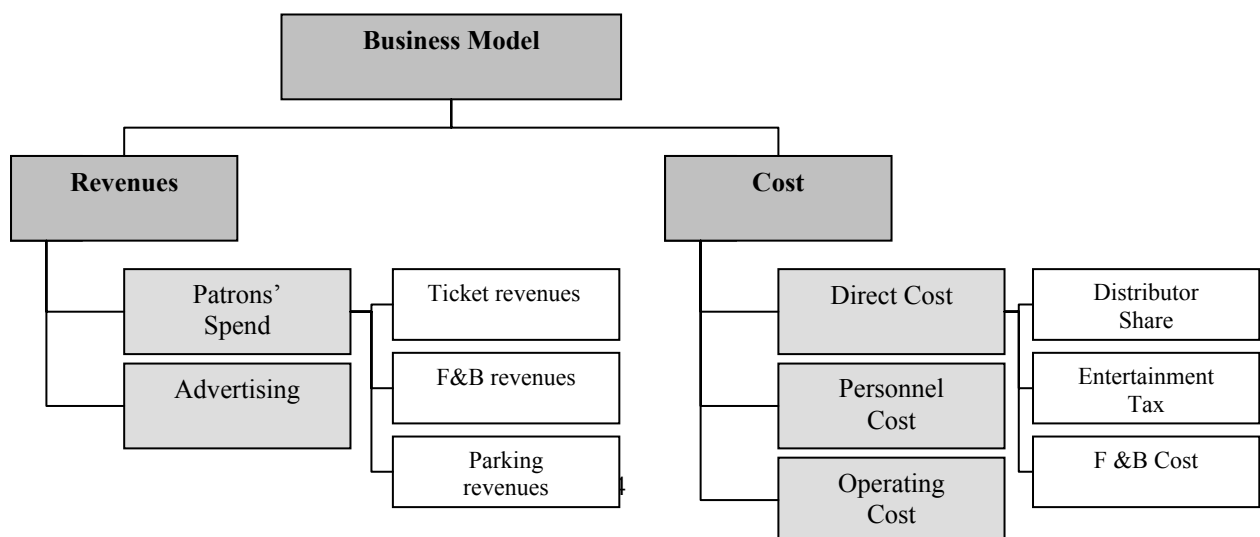 Business Model
Revenues
Cost
Patrons’
Spend
Ticket revenues
Direct Cost
Distributor
Share
Advertising
F&B revenues
Personnel
Cost
Entertainment
Tax
Parking
revenues
4
Operating
Cost
F &B Cost